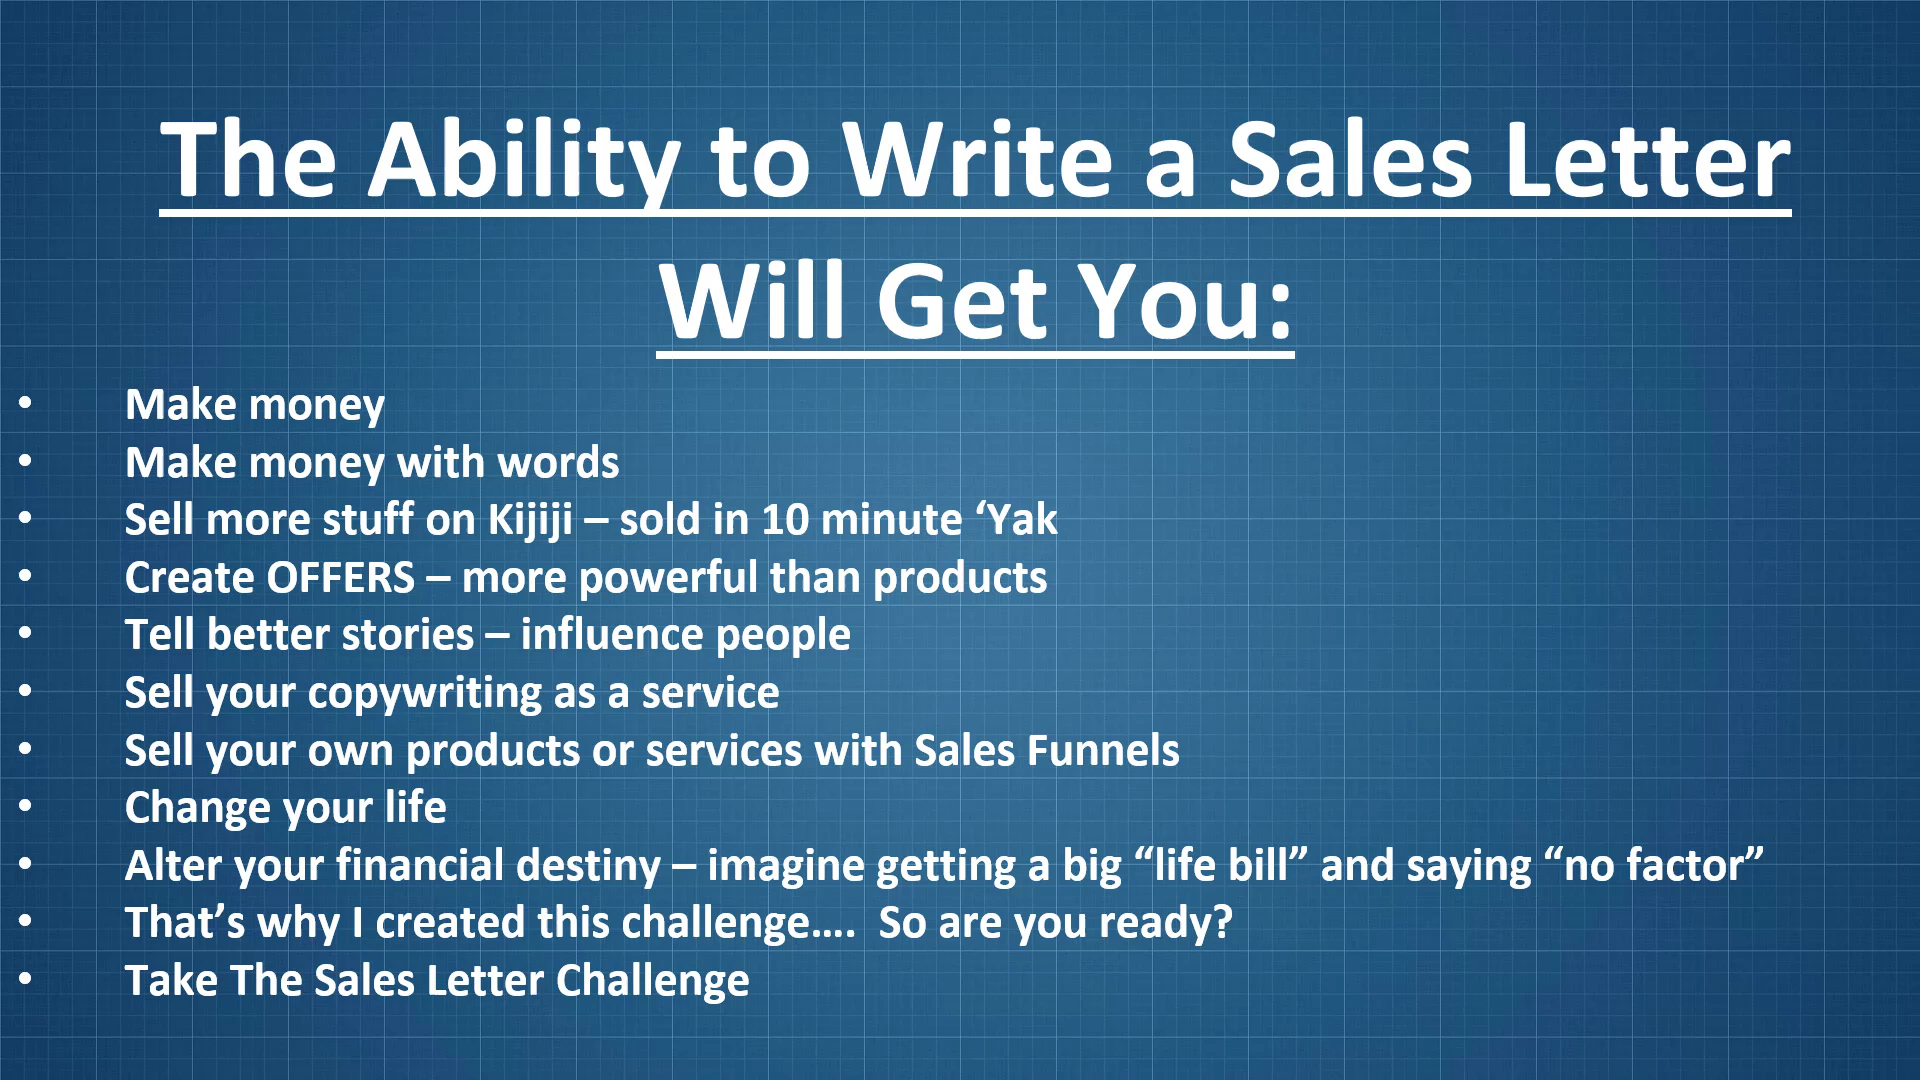 The Ability to Write a Sales Letter
Will Get You:
• Make money
• Make money with words
• Sell more stuff on Kijiji – sold in 10 minute ‘Yak
• Create OFFERS – more powerful than products
• Tell better stories – influence people
• Sell your copywriting as a service
• Sell your own products or services with Sales Funnels
• Change your life
• Alter your financial destiny – imagine getting a big “life bill” and saying “no factor”
• That’s why I created this challenge…. So are you ready?
• Take The Sales Letter Challenge